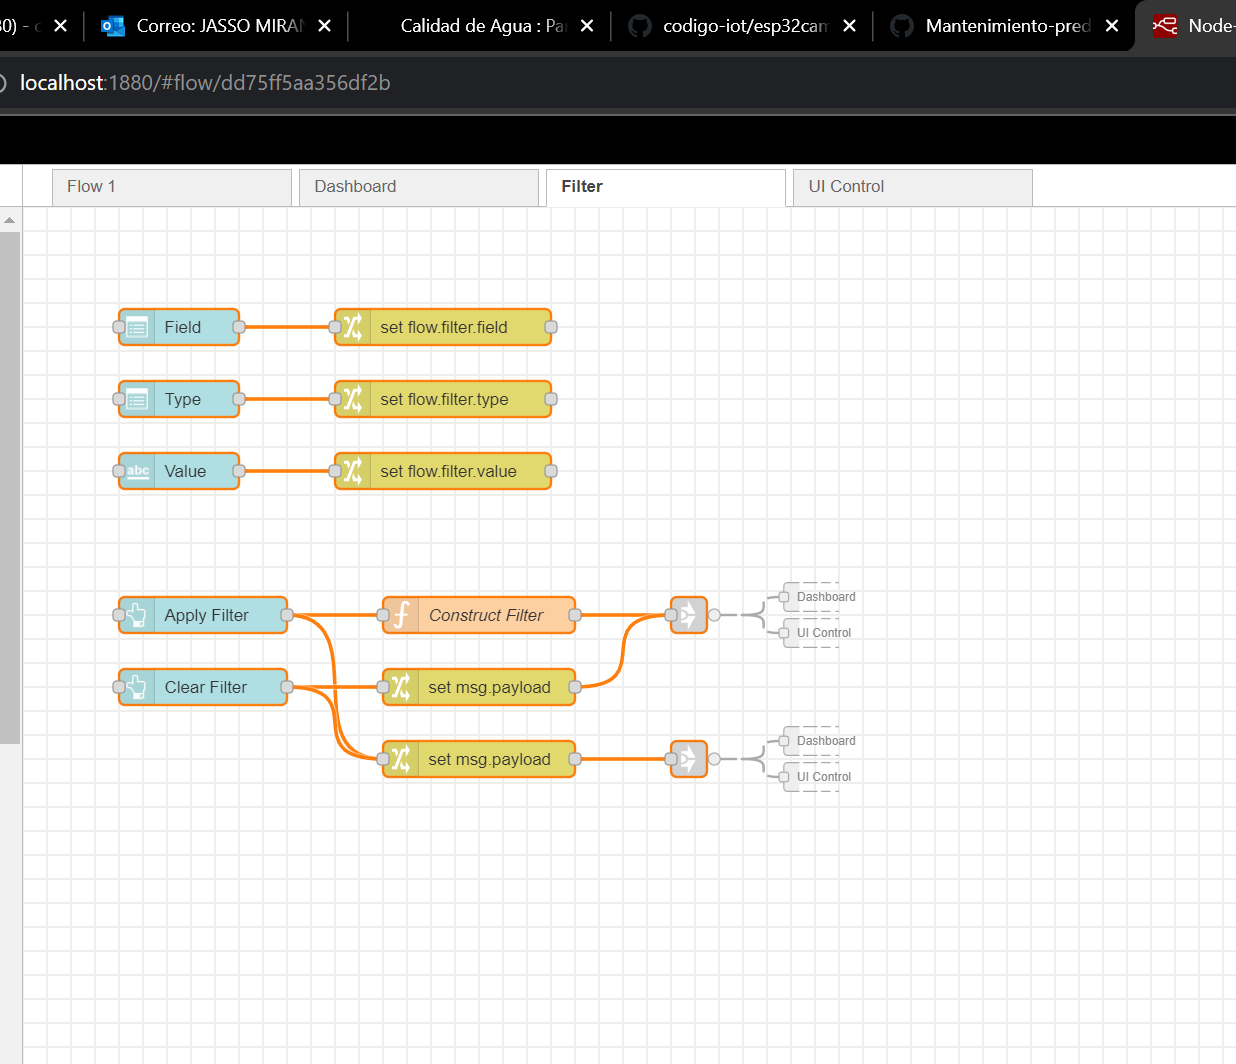 30) - c
Correo: JASSO MIRAN
Calidad de Agua : Pa
codigo-iot/esp32cam
Mantenimiento-pred
Node-
localhost:1880/#flow/dd75ff5aa356df2b
Flow 1
Dashboard
Filter
UI Control
Field
set flow.filter.field
Type
set flow.filter.type
abc
Value
set flow.filter.value
Apply Filter
Construct Filter
Dashboard
UI Control
Clear Filter
set msg.payload
set msg.payload
Dashboard
UI Control